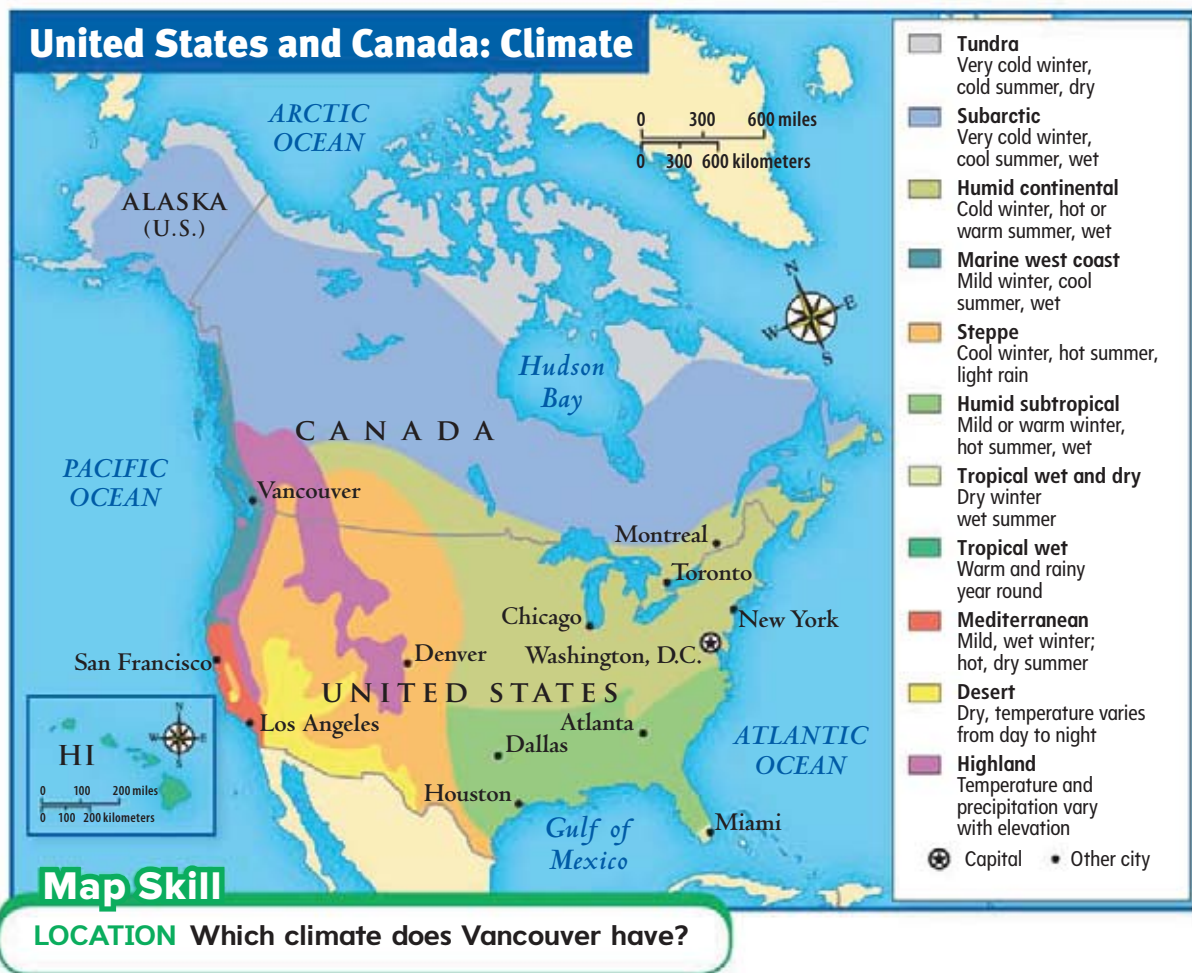 United States and Canada: Climate
ARCTIC
OCEAN
0 300 600 miles
0 300 600 kilometers
ALASKA
(U.S.)
N
W E
S
Hudson
Bay
CANADA
PACIFIC
OCEAN
Vancouver
Montreal
Toronto
Chicago
New York
Washington, D.C.
San Francisco
Denver
UNITED STATES
Los Angeles
Atlanta
Dallas
ATLANTIC
OCEAN
Houston
Gulf of
Mexico
Miami
HI
N
W E
S
0 100 200 miles
0 100 200 kilometers
Tundra
Very cold winter,
cold summer, dry
Subarctic
Very cold winter,
cool summer, wet
Humid continental
Cold winter, hot or
warm summer, wet
Marine west coast
Mild winter, cool
summer, wet
Steppe
Cool winter, hot summer,
light rain
Humid subtropical
Mild or warm winter,
hot summer, wet
Tropical wet and dry
Dry winter
wet summer
Tropical wet
Warm and rainy
year round
Mediterranean
Mild, wet winter;
hot, dry summer
Desert
Dry, temperature varies
from day to night
Highland
Temperature and
precipitation vary
with elevation
Capital
Other city
Map Skill
LOCATION Which climate does Vancouver have?